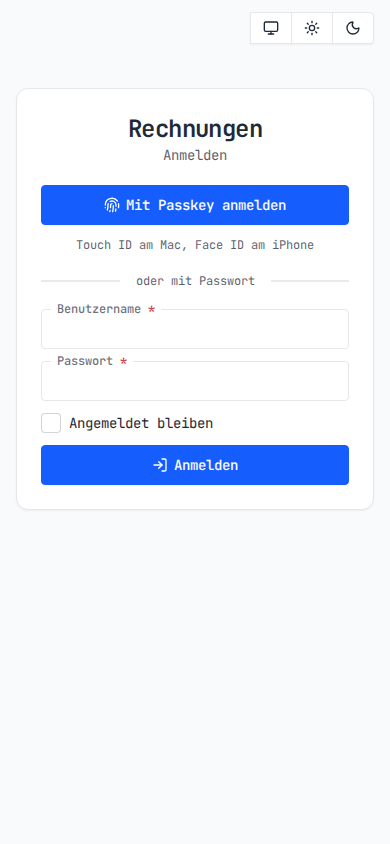 Rechnungen
Anmelden
Mit Passkey anmelden
Touch ID am Mac, Face ID am iPhone
oder mit Passwort
Benutzername *
Passwort *
Angemeldet bleiben
Anmelden